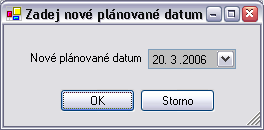 Zadej nové plánované datum
Nové plánované datum 20. 3 .2006
OK Storno